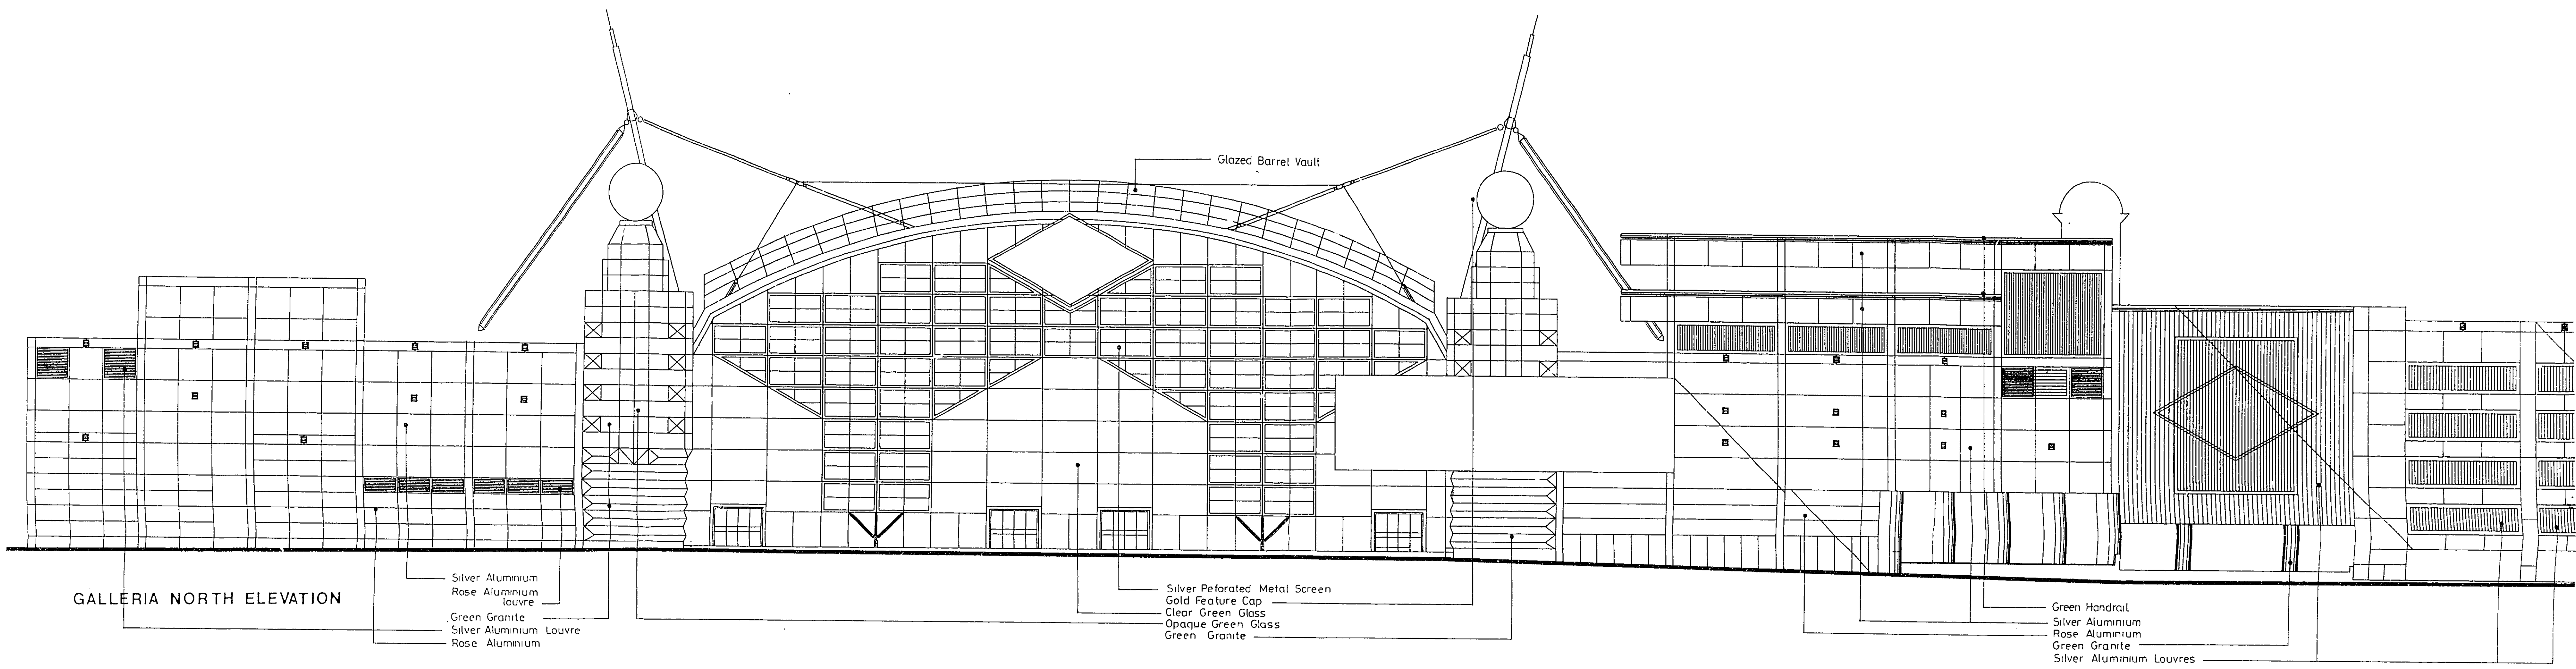 Glazed Barrel Vault
GALLERIA NORTH ELEVATION
Silver Aluminium
Rose Aluminium
louvre
Green Granite
Silver Aluminium Louvre
Rose Aluminium
Silver Peforated Metal Screen
Gold Feature Cap
Clear Green Glass
Opaque Green Glass
Green Granite
Green Handrail
Silver Aluminium
Rose Aluminium
Green Granite
Silver Aluminium Louvres